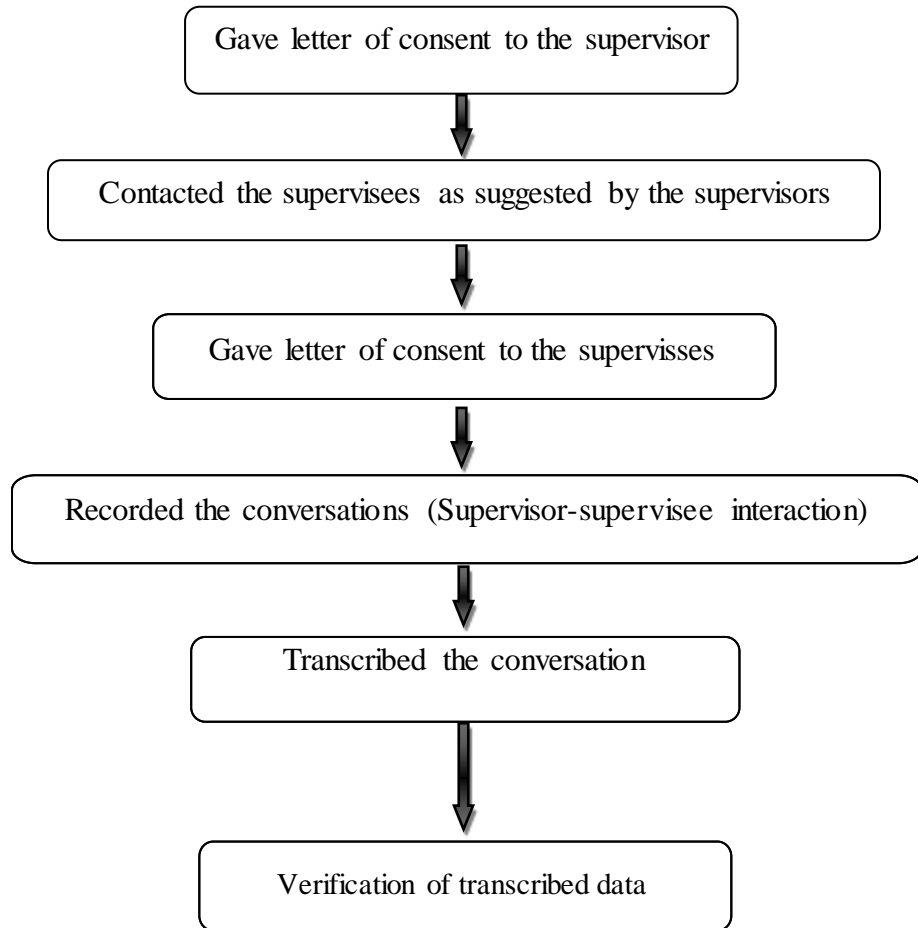 Gave letter of consent to the supervisor
Contacted the supervisees as suggested by the supervisors
Gave letter of consent to the supervisses
Recorded the conversations (Supervisor-supervisee interaction)
Transcribed the conversation
Verification of transcribed data